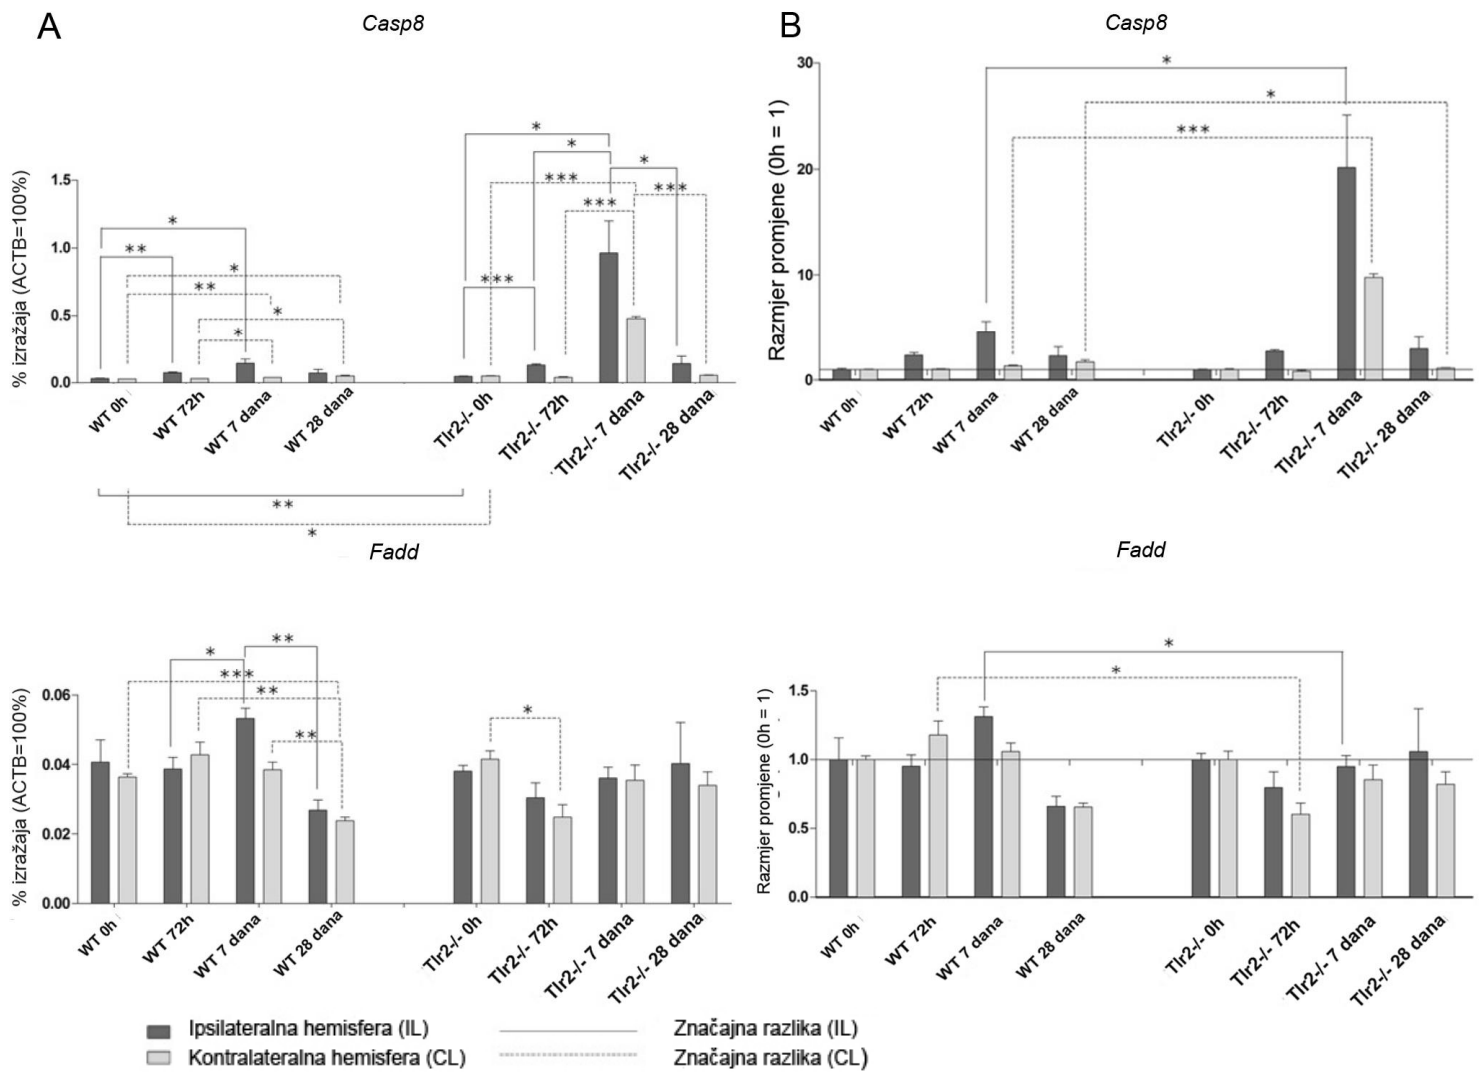 A
Casp8
% izražaja (ACTB=100%)
1.5
1.0
0.5
0.0
*
**
*
**
*
*
*
*
*
***
***
***
***
WT 0h
WT 72h
WT 7 dana
WT 28 dana
Tlr2-/- 0h
Tlr2-/- 72h
Tlr2-/- 7 dana
Tlr2-/- 28 dana
**
*
B
Casp8
Razmjer promjene (0h = 1)
30
20
10
0
*
*
***
WT 0h
WT 72h
WT 7 dana
WT 28 dana
Tlr2-/- 0h
Tlr2-/- 72h
Tlr2-/- 7 dana
Tlr2-/- 28 dana
Fadd
% izražaja (ACTB=100%)
0.06
0.04
0.02
0.00
**
*
***
**
**
*
WT 0h
WT 72h
WT 7 dana
WT 28 dana
Tlr2-/- 0h
Tlr2-/- 72h
Tlr2-/- 7 dana
Tlr2-/- 28 dana
Fadd
Razmjer promjene (0h = 1)
1.5
1.0
0.5
0.0
*
*
WT 0h
WT 72h
WT 7 dana
WT 28 dana
Tlr2-/- 0h
Tlr2-/- 72h
Tlr2-/- 7 dana
Tlr2-/- 28 dana
Ipsilateralna hemisfera (IL)
Značajna razlika (IL)
Kontralateralna hemisfera (CL)
Značajna razlika (CL)